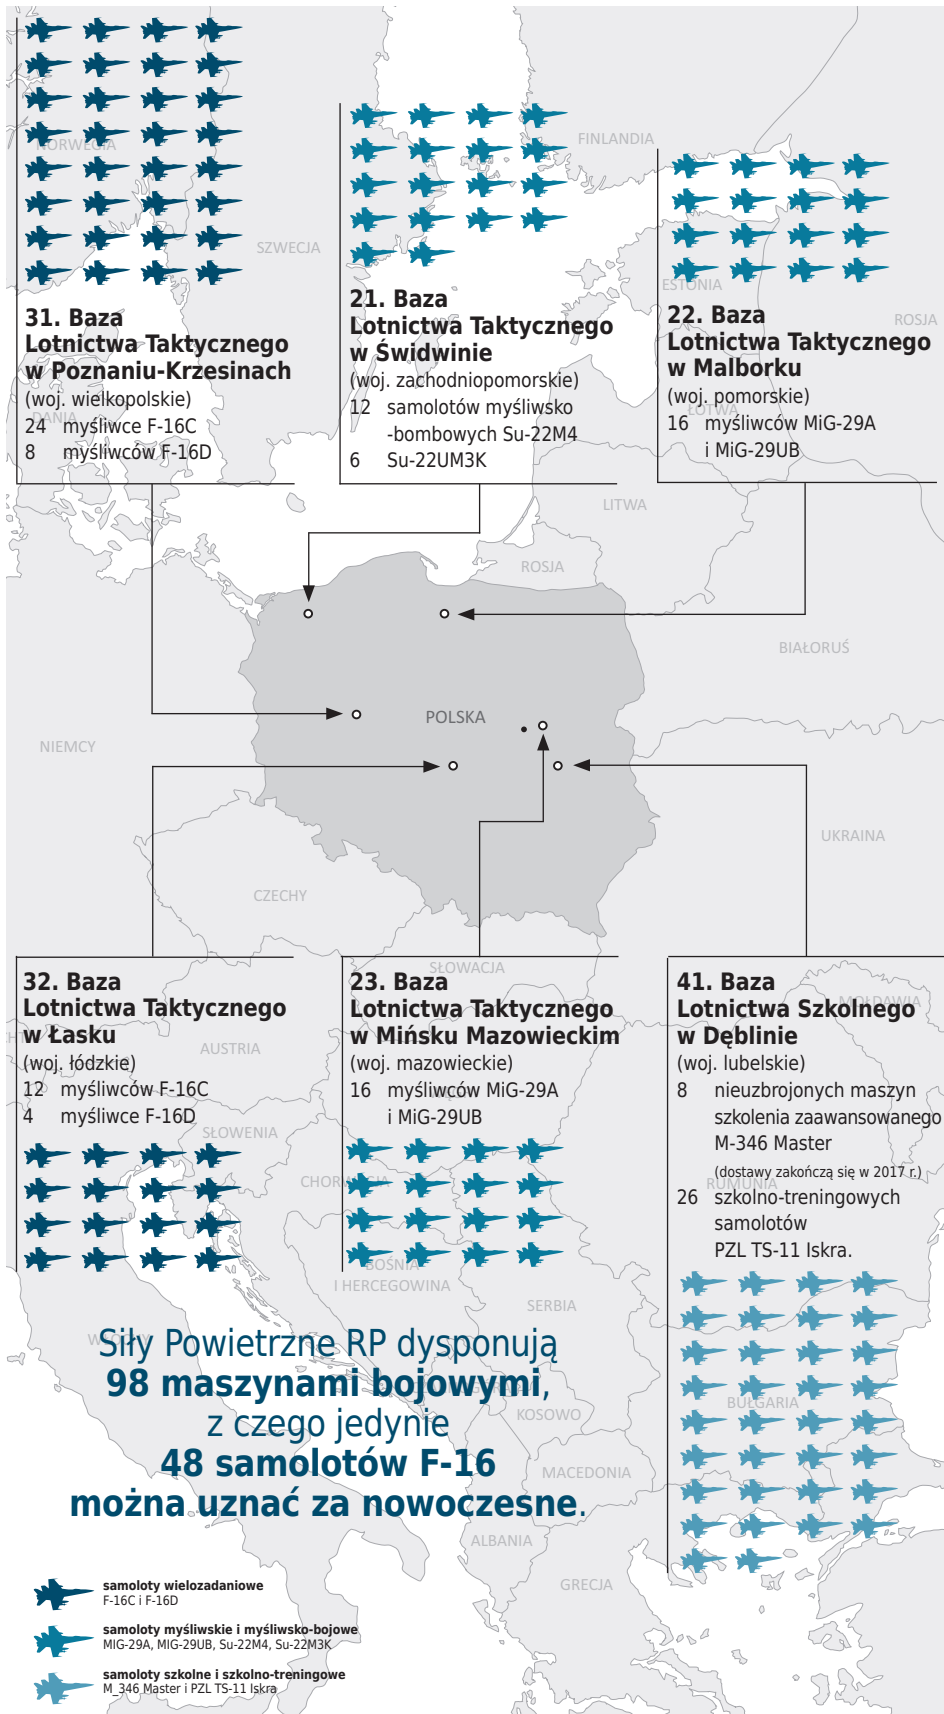 NORWEGIA
SZWECJA
FINLANDIA
ESTONIA
ROSJA
DANIA
ŁOTWA
LITWA
ROSJA
BIAŁORUŚ
POLSKA
NIEMCY
UKRAINA
CZECHY
SŁOWACJA
MOŁDAWIA
AUSTRIA
SŁOWENIA
RUMUNIA
BOŚNIA
I HERCEGOWINA
SERBIA
BUŁGARIA
KOSOWO
MACEDONIA
ALBANIA
GRECJA
31. Baza
Lotnictwa Taktycznego
w Poznaniu-Krzesinach
(woj. wielkopolskie)
24 myśliwce F-16C
8 myśliwców F-16D
21. Baza
Lotnictwa Taktycznego
w Świdwinie
(woj. zachodniopomorskie)
12 samolotów myśliwsko
-bombowych Su-22M4
6 Su-22UM3K
22. Baza
Lotnictwa Taktycznego
w Malborku
(woj. pomorskie)
16 myśliwców MiG-29A
i MiG-29UB
32. Baza
Lotnictwa Taktycznego
w Łasku
(woj. łódzkie)
12 myśliwców F-16C
4 myśliwce F-16D
23. Baza
Lotnictwa Taktycznego
w Mińsku Mazowieckim
(woj. mazowieckie)
16 myśliwców MiG-29A
i MiG-29UB
41. Baza
Lotnictwa Szkolnego
w Dęblinie
(woj. lubelskie)
8 nieuzbrojonych maszyn
szkolenia zaawansowanego
M-346 Master
(dostawy zakończą się w 2017 r.)
26 szkolno-treningowych
samolotów
PZL TS-11 Iskra.
Siły Powietrzne RP dysponują
98 maszynami bojowymi,
z czego jedynie
48 samolotów F-16
można uznać za nowoczesne.
samoloty wielozadaniowe
F-16C i F-16D
samoloty myśliwskie i myśliwsko-bojowe
MIG-29A, MIG-29UB, Su-22M4, Su-22M3K
samoloty szkolne i szkolno-treningowe
M_346 Master i PZL TS-11 Iskra